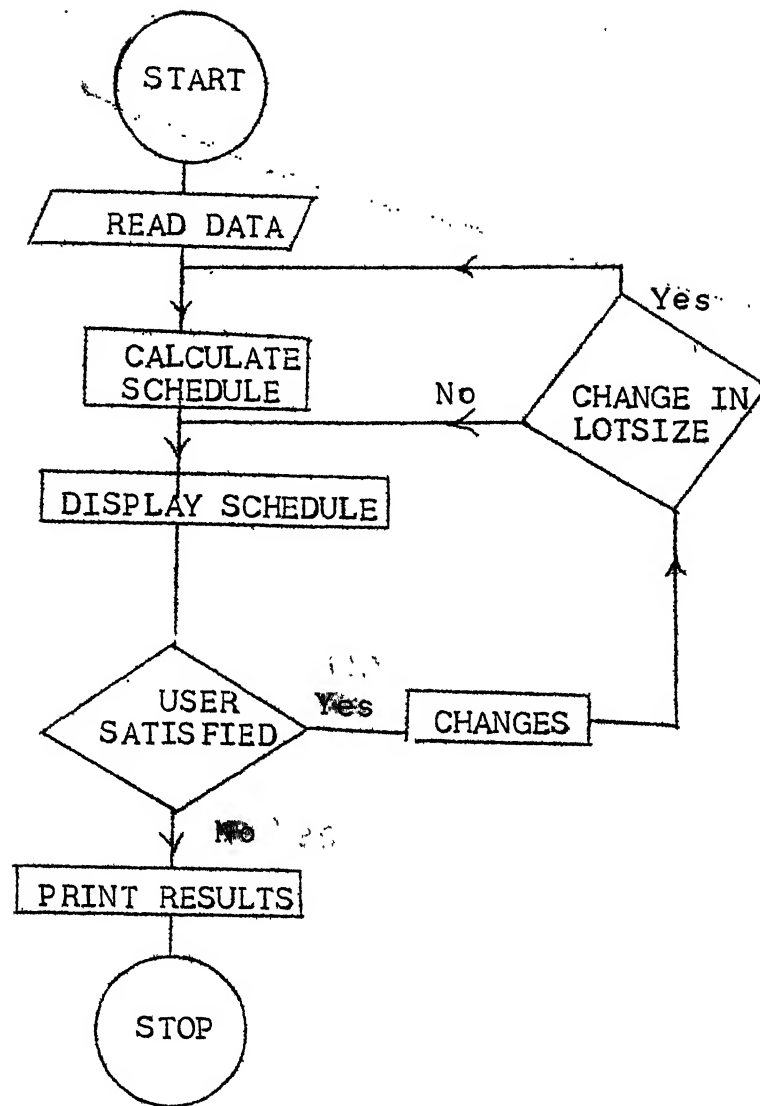 START
READ DATA
CALCULATE
SCHEDULE
Yes
CHANGE IN
LOTSIZE
No
DISPLAY SCHEDULE
USER
SATISFIED
Yes
CHANGES
No
PRINT RESULTS
STOP